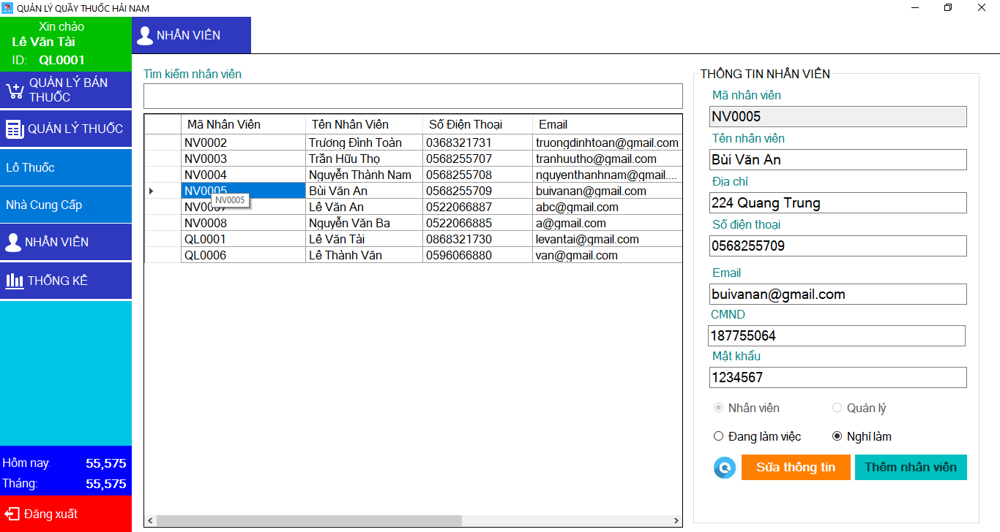 QUẢN LÝ QUẦY THUỐC HẢI NAM
Xin chào
Lê Văn Tài
ID: QL0001
QUẢN LÝ BÁN
THUỐC
QUẢN LÝ THUỐC
Lô Thuốc
Nhà Cung Cấp
NHÂN VIÊN
THỐNG KÊ
Hôm nay: 55,575
Tháng: 55,575
Đăng xuất
NHÂN VIÊN
Tìm kiếm nhân viên
Mã Nhân Viên Tên Nhân Viên Số Điện Thoại Email
NV0002 Trương Đình Toàn 0368321731 truongdinhtoan@gmail.com
NV0003 Trần Hữu Thọ 0568255707 tranhuutho@gmail.com
NV0004 Nguyễn Thành Nam 0568255708 nguyenthanhnam@gmail....
NV0005 Bùi Văn An 0568255709 buivanan@gmail.com
NV0005
NV0007 Lê Văn An 0522066887 abc@gmail.com
NV0008 Nguyễn Văn Ba 0522066885 a@gmail.com
QL0001 Lê Văn Tài 0868321730 levantai@gmail.com
QL0006 Lê Thành Văn 0596066880 van@gmail.com
THÔNG TIN NHÂN VIÊN
Mã nhân viên
NV0005
Tên nhân viên
Bùi Văn An
Địa chỉ
224 Quang Trung
Số điện thoại
0568255709
Email
buivanan@gmail.com
CMND
187755064
Mật khẩu
1234567
Nhân viên Quản lý
Đang làm việc Nghỉ làm
Sửa thông tin Thêm nhân viên